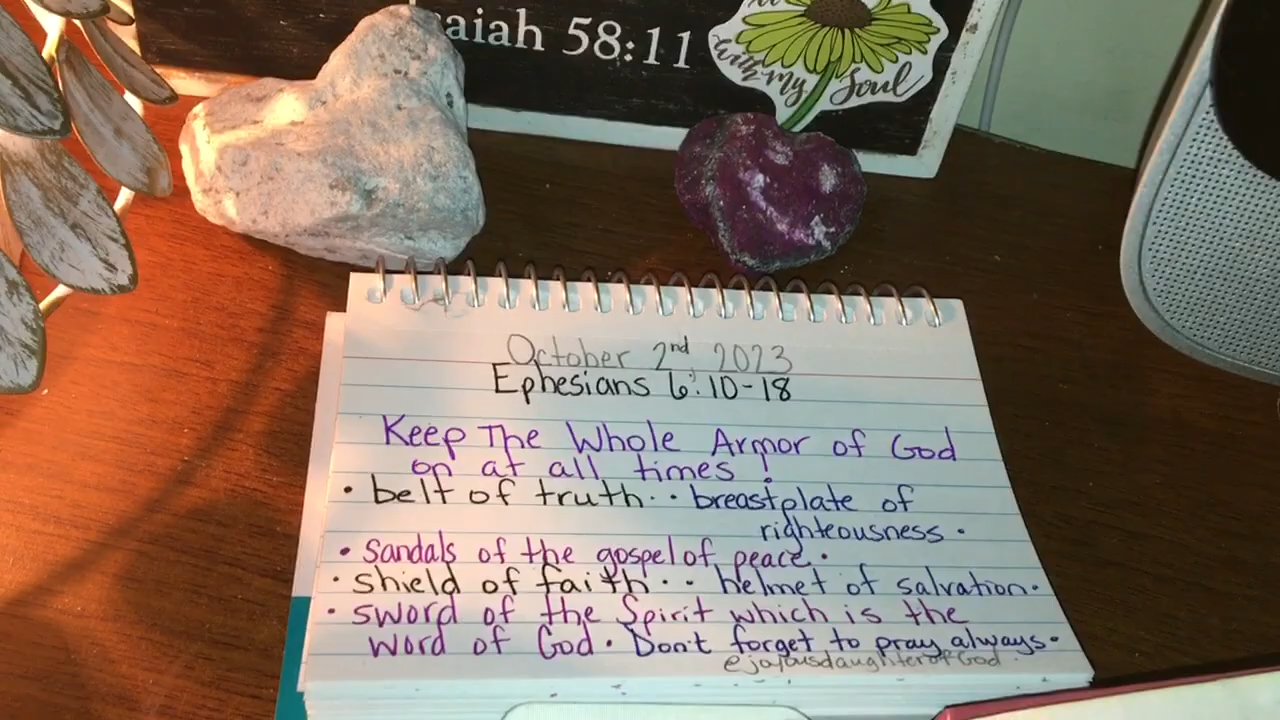 aiah 58:11
with my Soul
October 2nd, 2023
Ephesians 6:10-18
Keep The Whole Armor of God
on at all times!
• belt of truth. • breastplate of
righteousness •
• Sandals of the gospel of peace. •
• shield of faith • • helmet of salvation •
• sword of the Spirit which is the
word of God • Don't forget to pray always •
@joyousdaughterofGod